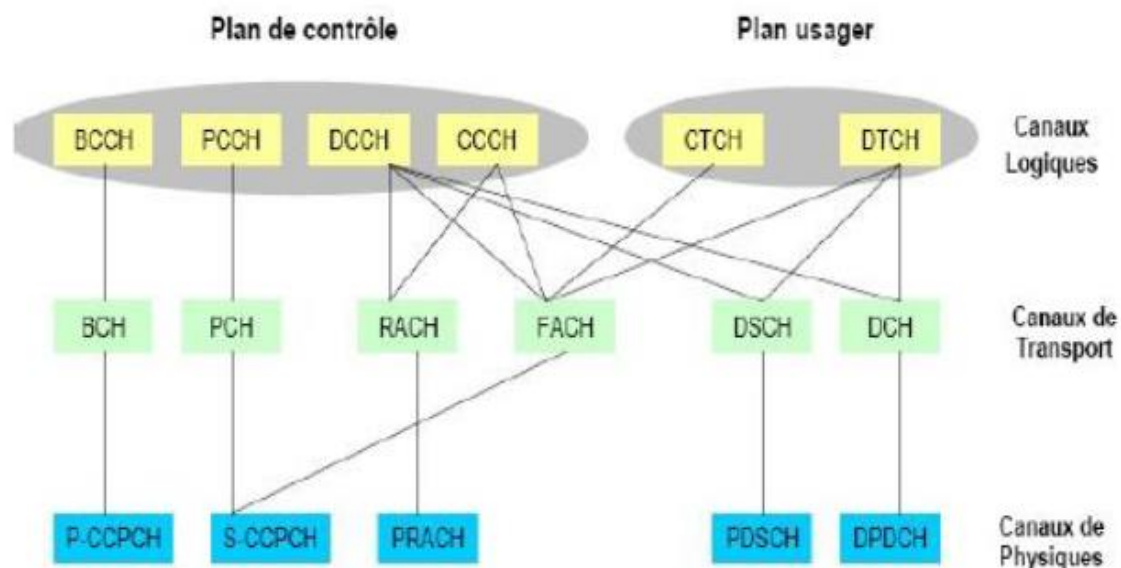 Plan de contrôle Plan usager
BCCH PCCH DCCH CCCH CTCH DTCH
Canaux
Logiques
BCH PCH RACH FACH DSCH DCH
Canaux de
Transport
P-CCPCH S-CCPCH PRACH PDSCH DPDCH
Canaux de
Physiques